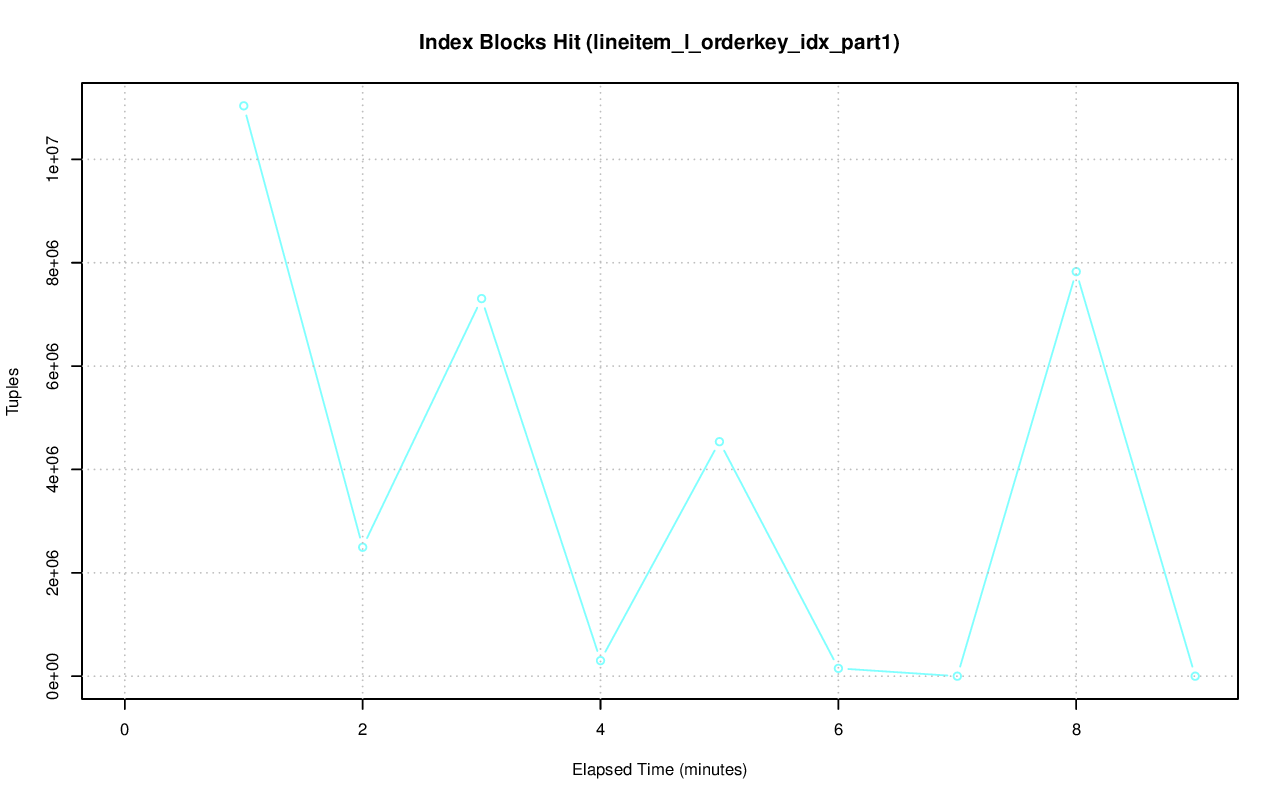 Index Blocks Hit (lineitem_l_orderkey_idx_part1)
Tuples
1e+07
8e+06
6e+06
4e+06
2e+06
0e+00
0 2 4 6 8
Elapsed Time (minutes)